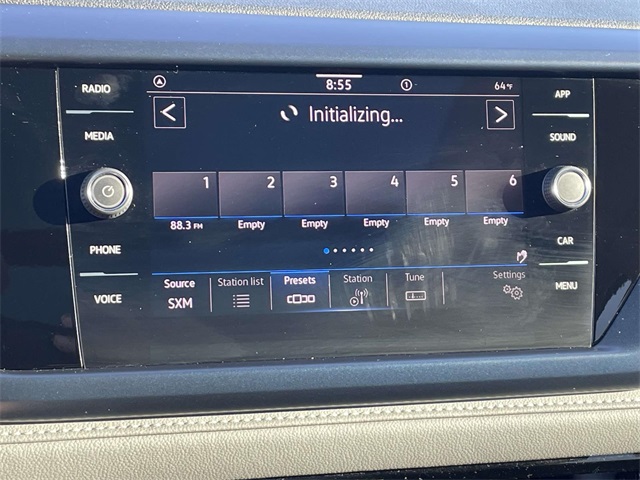 RADIO
MEDIA
PHONE
VOICE
8:55
1
64°F
< Initializing... >
1 2 3 4 5 6
88.3 FM Empty Empty Empty Empty Empty
Source Station list Presets Station Tune Settings
SXM
APP
SOUND
CAR
MENU